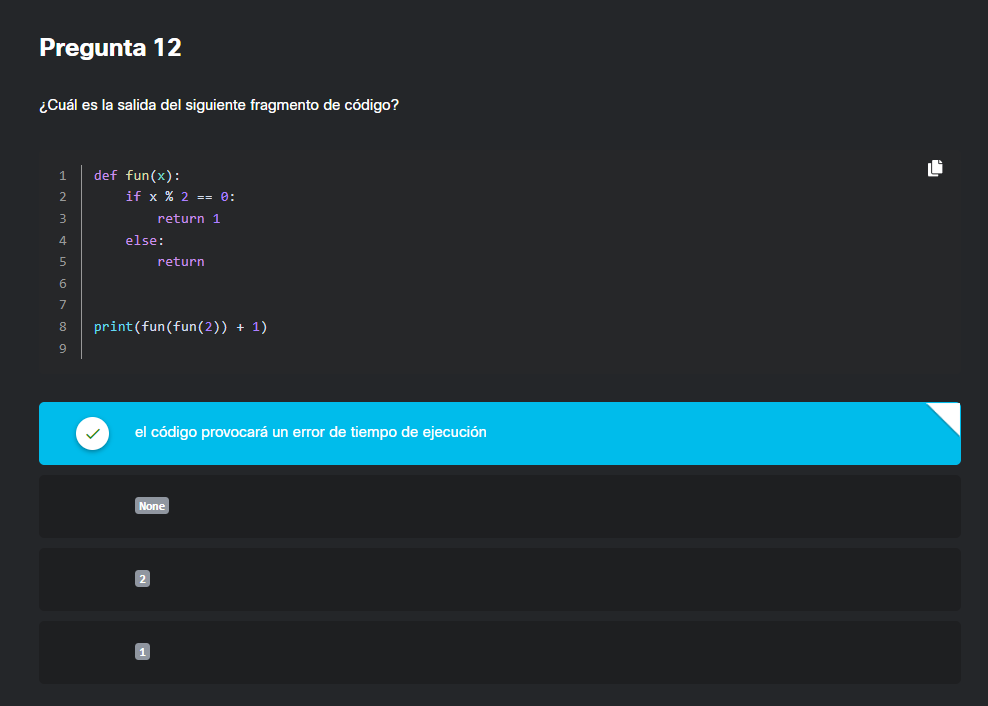 Pregunta 12
¿Cuál es la salida del siguiente fragmento de código?
1 def fun(x):
2     if x % 2 == 0:
3         return 1
4     else:
5         return
6
7
8 print(fun(fun(2)) + 1)
9
el código provocará un error de tiempo de ejecución
None
2
1